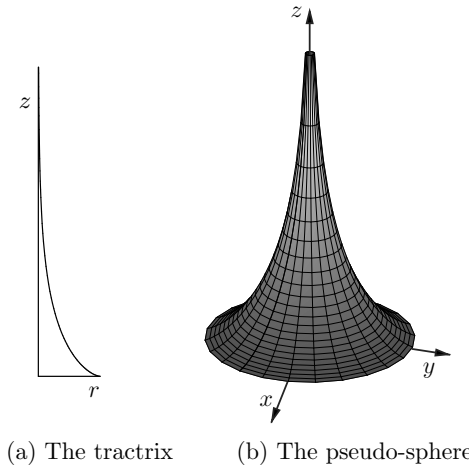 z
z
r
x
y
(a) The tractrix
(b) The pseudo-sphere